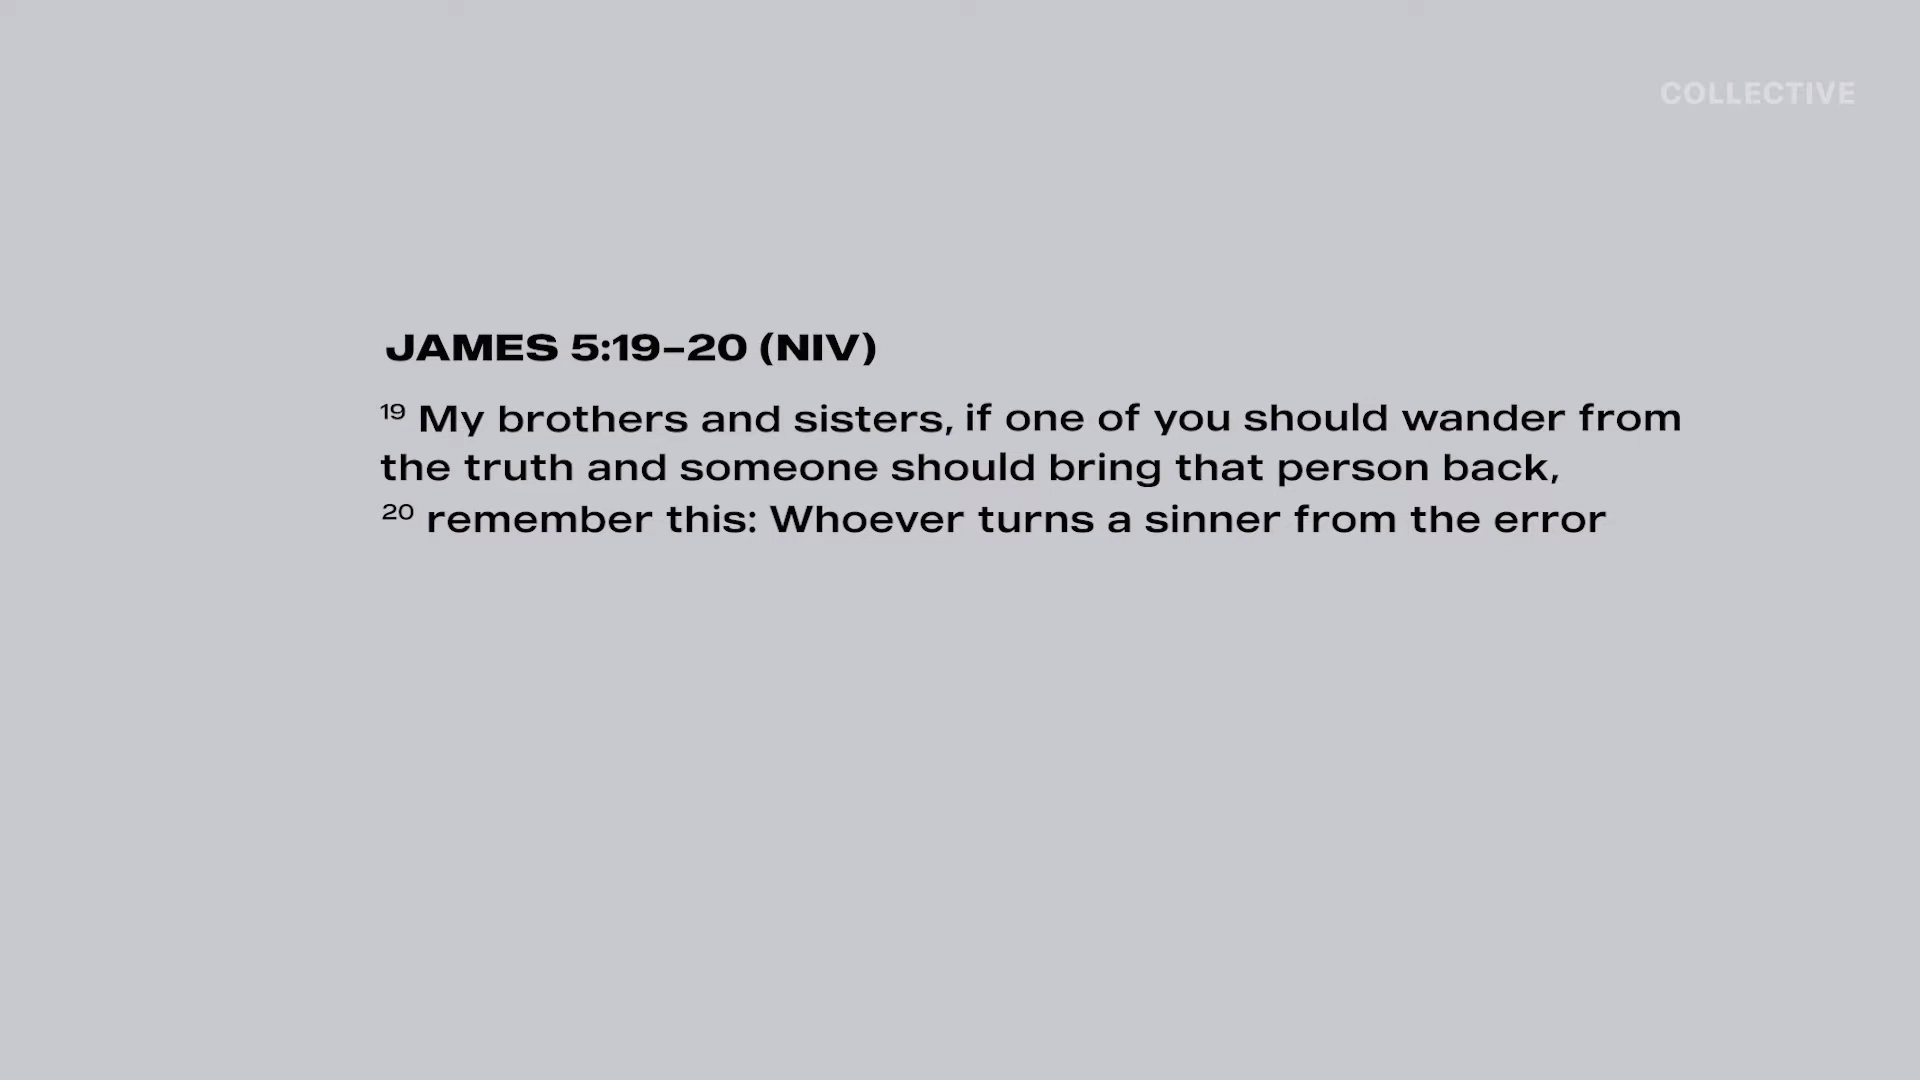 COLLECTIVE
JAMES 5:19–20 (NIV)
19 My brothers and sisters, if one of you should wander from
the truth and someone should bring that person back,
20 remember this: Whoever turns a sinner from the error